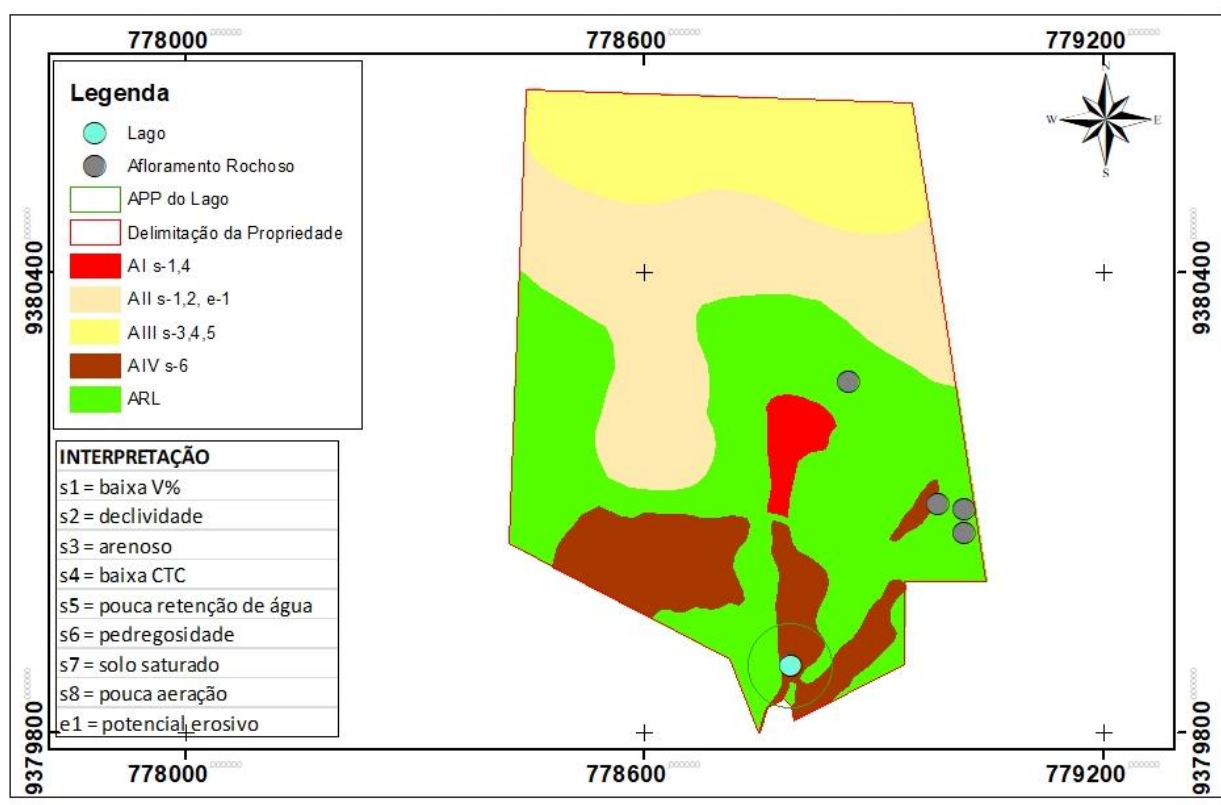 778000
778600
779200
Legenda
Lago
Afloramento Rochoso
APP do Lago
Delimitação da Propriedade
AI s-1,4
AII s-1,2, e-1
AIII s-3,4,5
AIV s-6
ARL
INTERPRETAÇÃO
s1 = baixa V%
s2 = declividade
s3 = arenoso
s4 = baixa CTC
s5 = pouca retenção de água
s6 = pedregosidade
s7 = solo saturado
s8 = pouca aeração
e1 = potencial erosivo
N
W
E
S
9380400
9380400
9379800
9379800
778000
778600
779200